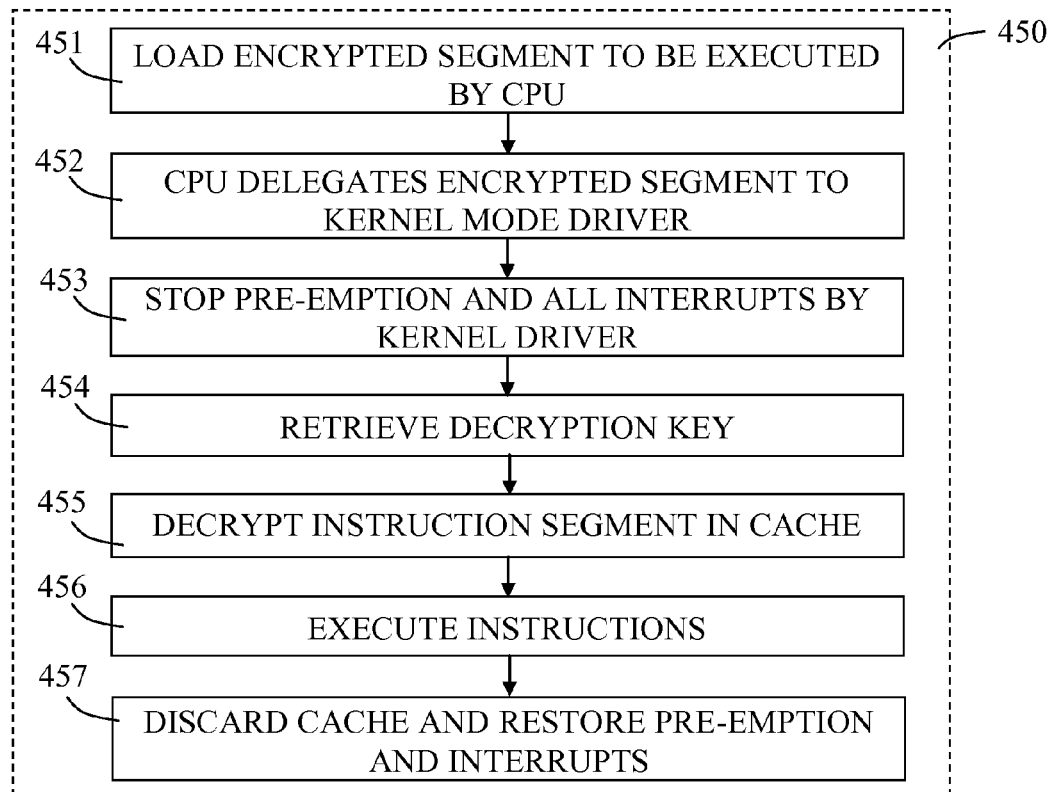 450
451
LOAD ENCRYPTED SEGMENT TO BE EXECUTED
BY CPU
452
CPU DELEGATES ENCRYPTED SEGMENT TO
KERNEL MODE DRIVER
453
STOP PRE-EMPTION AND ALL INTERRUPTS BY
KERNEL DRIVER
454
RETRIEVE DECRYPTION KEY
455
DECRYPT INSTRUCTION SEGMENT IN CACHE
456
EXECUTE INSTRUCTIONS
457
DISCARD CACHE AND RESTORE PRE-EMPTION
AND INTERRUPTS